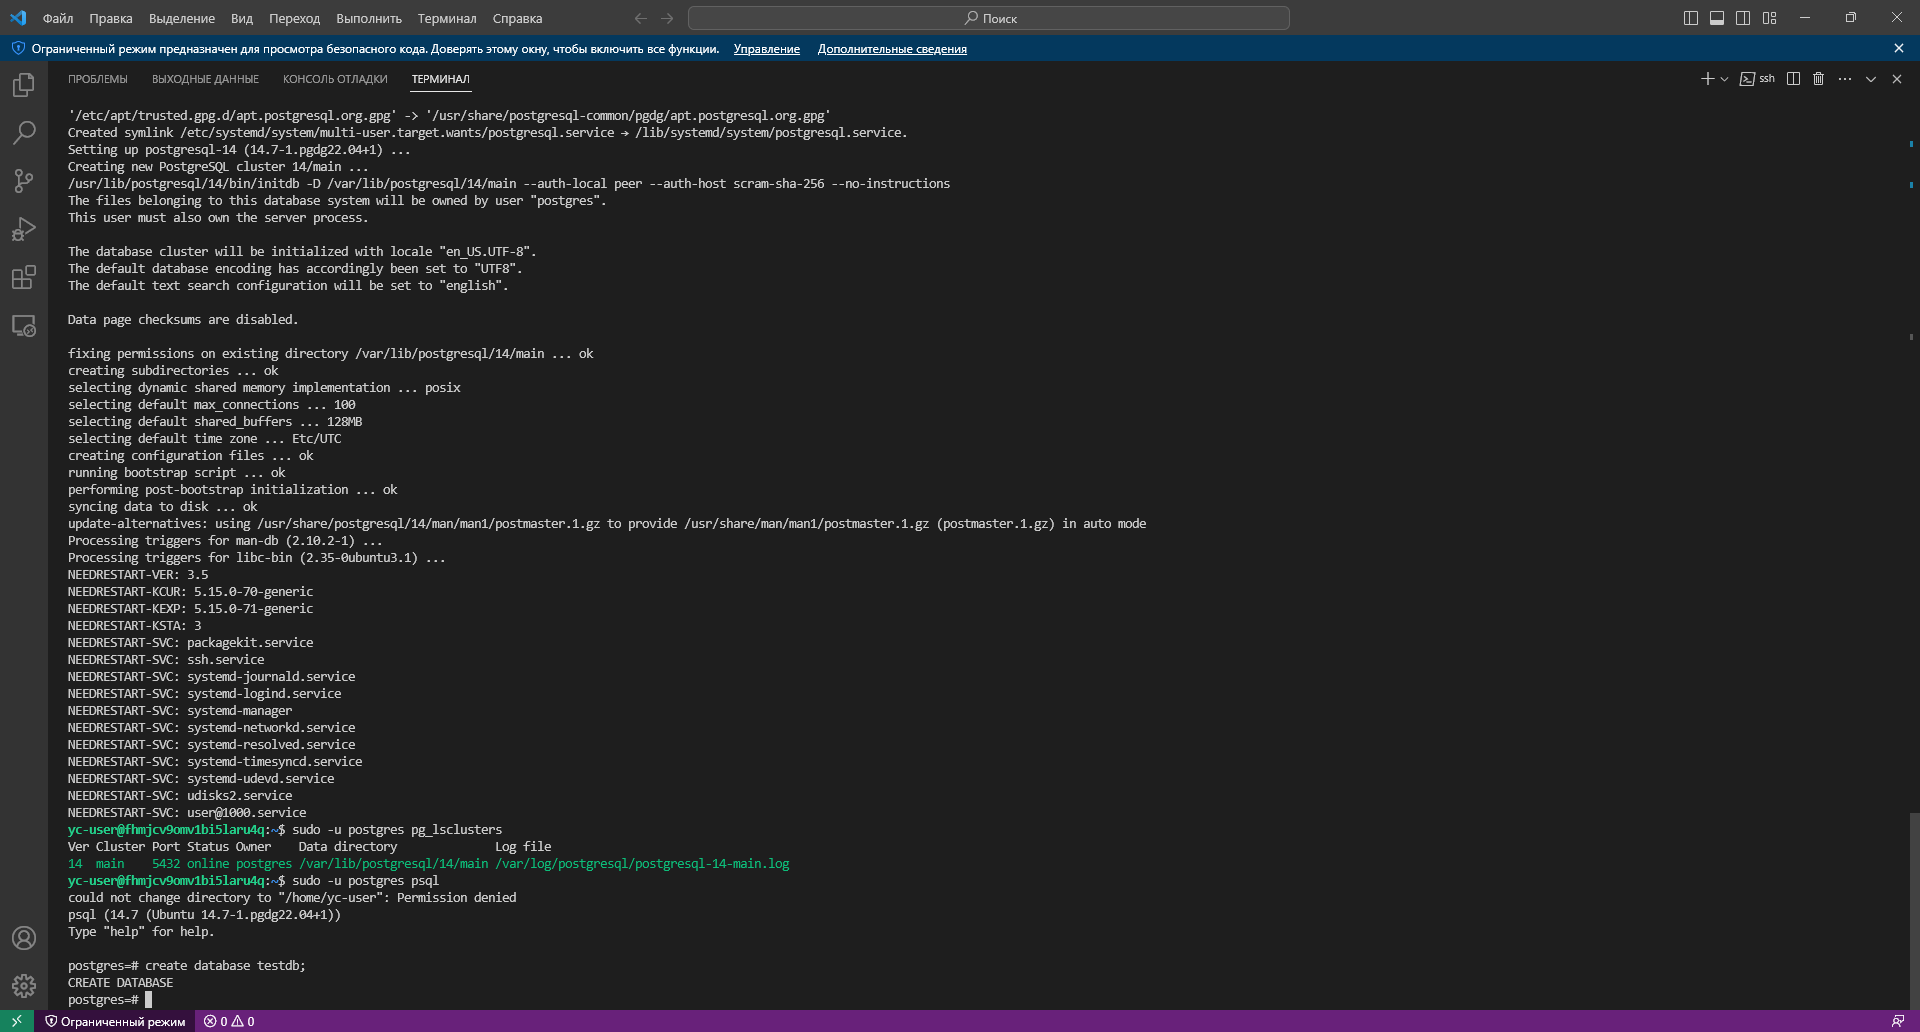 Файл Правка Выделение Вид Переход Выполнить Терминал Справка
Поиск
Ограниченный режим предназначен для просмотра безопасного кода. Доверять этому окну, чтобы включить все функции. Управление Дополнительные сведения
ПРОБЛЕМЫ ВЫХОДНЫЕ ДАННЫЕ КОНСОЛЬ ОТЛАДКИ ТЕРМИНАЛ
ssh
'/etc/apt/trusted.gpg.d/apt.postgresql.org.gpg' -> '/usr/share/postgresql-common/pgdg/apt.postgresql.org.gpg'
Created symlink /etc/systemd/system/multi-user.target.wants/postgresql.service → /lib/systemd/system/postgresql.service.
Setting up postgresql-14 (14.7-1.pgdg22.04+1) ...
Creating new PostgreSQL cluster 14/main ...
/usr/lib/postgresql/14/bin/initdb -D /var/lib/postgresql/14/main --auth-local peer --auth-host scram-sha-256 --no-instructions
The files belonging to this database system will be owned by user "postgres".
This user must also own the server process.
The database cluster will be initialized with locale "en_US.UTF-8".
The default database encoding has accordingly been set to "UTF8".
The default text search configuration will be set to "english".
Data page checksums are disabled.
fixing permissions on existing directory /var/lib/postgresql/14/main ... ok
creating subdirectories ... ok
selecting dynamic shared memory implementation ... posix
selecting default max_connections ... 100
selecting default shared_buffers ... 128MB
selecting default time zone ... Etc/UTC
creating configuration files ... ok
running bootstrap script ... ok
performing post-bootstrap initialization ... ok
syncing data to disk ... ok
update-alternatives: using /usr/share/postgresql/14/man/man1/postmaster.1.gz to provide /usr/share/man/man1/postmaster.1.gz (postmaster.1.gz) in auto mode
Processing triggers for man-db (2.10.2-1) ...
Processing triggers for libc-bin (2.35-0ubuntu3.1) ...
NEEDRESTART-VER: 3.5
NEEDRESTART-KCUR: 5.15.0-70-generic
NEEDRESTART-KEXP: 5.15.0-71-generic
NEEDRESTART-KSTA: 3
NEEDRESTART-SVC: packagekit.service
NEEDRESTART-SVC: ssh.service
NEEDRESTART-SVC: systemd-journald.service
NEEDRESTART-SVC: systemd-logind.service
NEEDRESTART-SVC: systemd-manager
NEEDRESTART-SVC: systemd-networkd.service
NEEDRESTART-SVC: systemd-resolved.service
NEEDRESTART-SVC: systemd-timesyncd.service
NEEDRESTART-SVC: systemd-udevd.service
NEEDRESTART-SVC: udisks2.service
NEEDRESTART-SVC: user@1000.service
yc-user@fhmjcv9omv1bi5laru4q:~$ sudo -u postgres pg_lsclusters
Ver Cluster Port Status Owner    Data directory              Log file
14  main    5432 online postgres /var/lib/postgresql/14/main /var/log/postgresql/postgresql-14-main.log
yc-user@fhmjcv9omv1bi5laru4q:~$ sudo -u postgres psql
could not change directory to "/home/yc-user": Permission denied
psql (14.7 (Ubuntu 14.7-1.pgdg22.04+1))
Type "help" for help.
postgres=# create database testdb;
CREATE DATABASE
postgres=#
Ограниченный режим 0 0